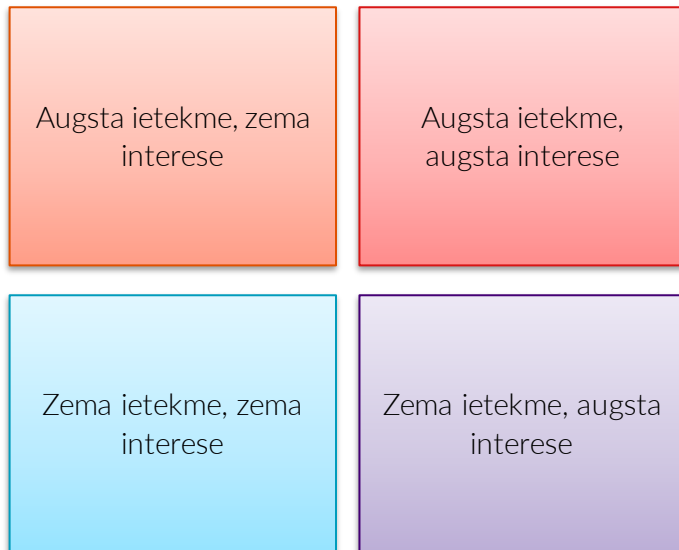 Augsta ietekme, zema
interese
Augsta ietekme,
augsta interese
Zema ietekme, zema
interese
Zema ietekme, augsta
interese